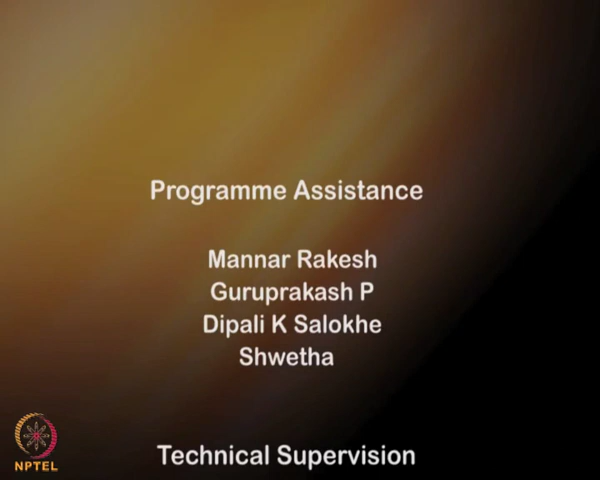 Programme Assistance
Mannar Rakesh
Guruprakash P
Dipali K Salokhe
Shwetha
Technical Supervision
NPTEL